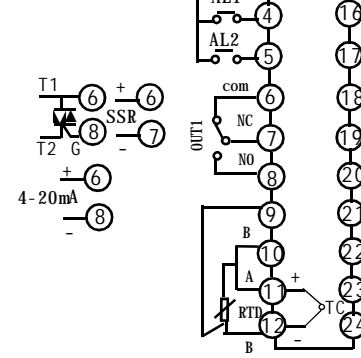 AL1
4 16
AL2
5 17
T1 6 + 6 com 6 18
SSR NC
T2 G 8 - 7 OUT1 7 19
+ 6 NO
4-20mA 8 20
- 8
9 21
B
10 22
A 11 + 23
RTD TC
12 - 24
B